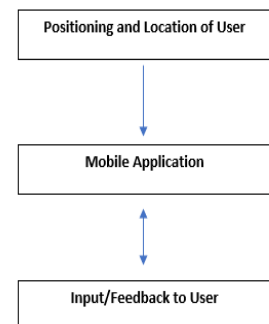 Positioning and Location of User
Mobile Application
Input/Feedback to User